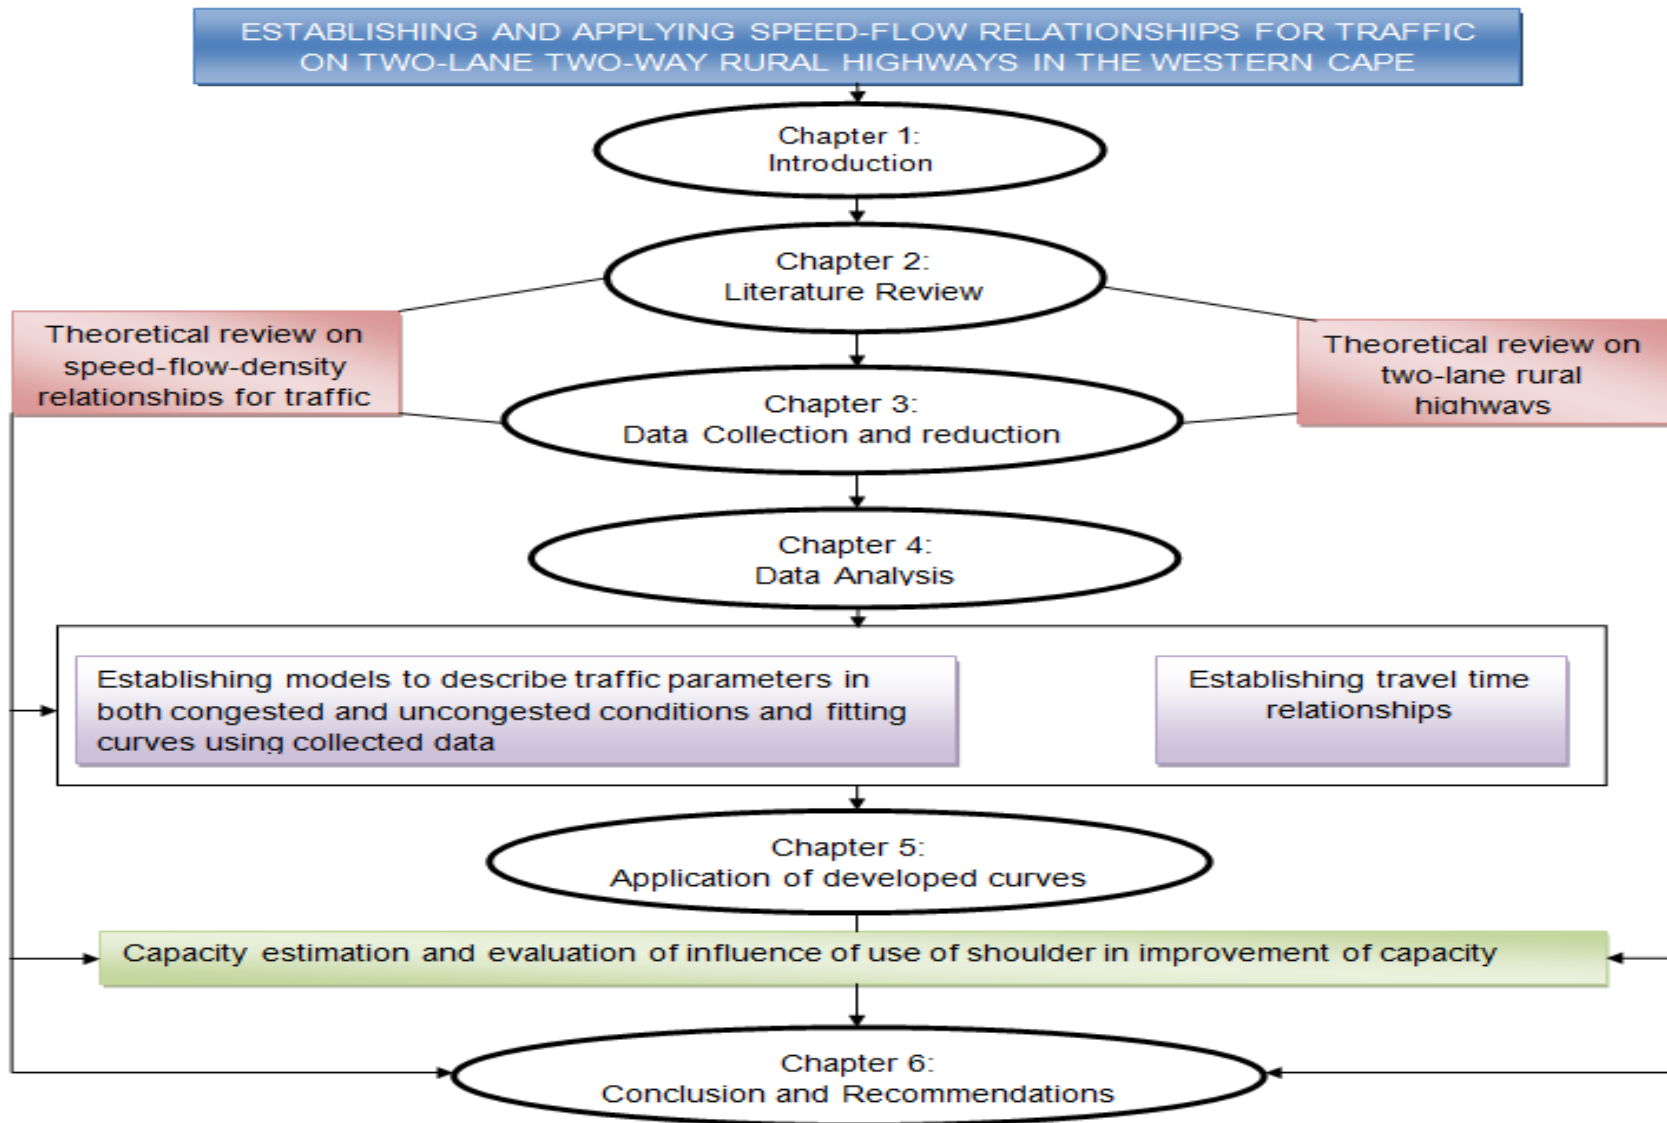 ESTABLISHING AND APPLYING SPEED-FLOW RELATIONSHIPS FOR TRAFFIC
ON TWO-LANE TWO-WAY RURAL HIGHWAYS IN THE WESTERN CAPE
Chapter 1:
Introduction
Chapter 2:
Literature Review
Theoretical review on
speed-flow-density
relationships for traffic
Theoretical review on
two-lane rural
highways
Chapter 3:
Data Collection and reduction
Chapter 4:
Data Analysis
Establishing models to describe traffic parameters in
both congested and uncongested conditions and fitting
curves using collected data
Establishing travel time
relationships
Chapter 5:
Application of developed curves
Capacity estimation and evaluation of influence of use of shoulder in improvement of capacity
Chapter 6:
Conclusion and Recommendations